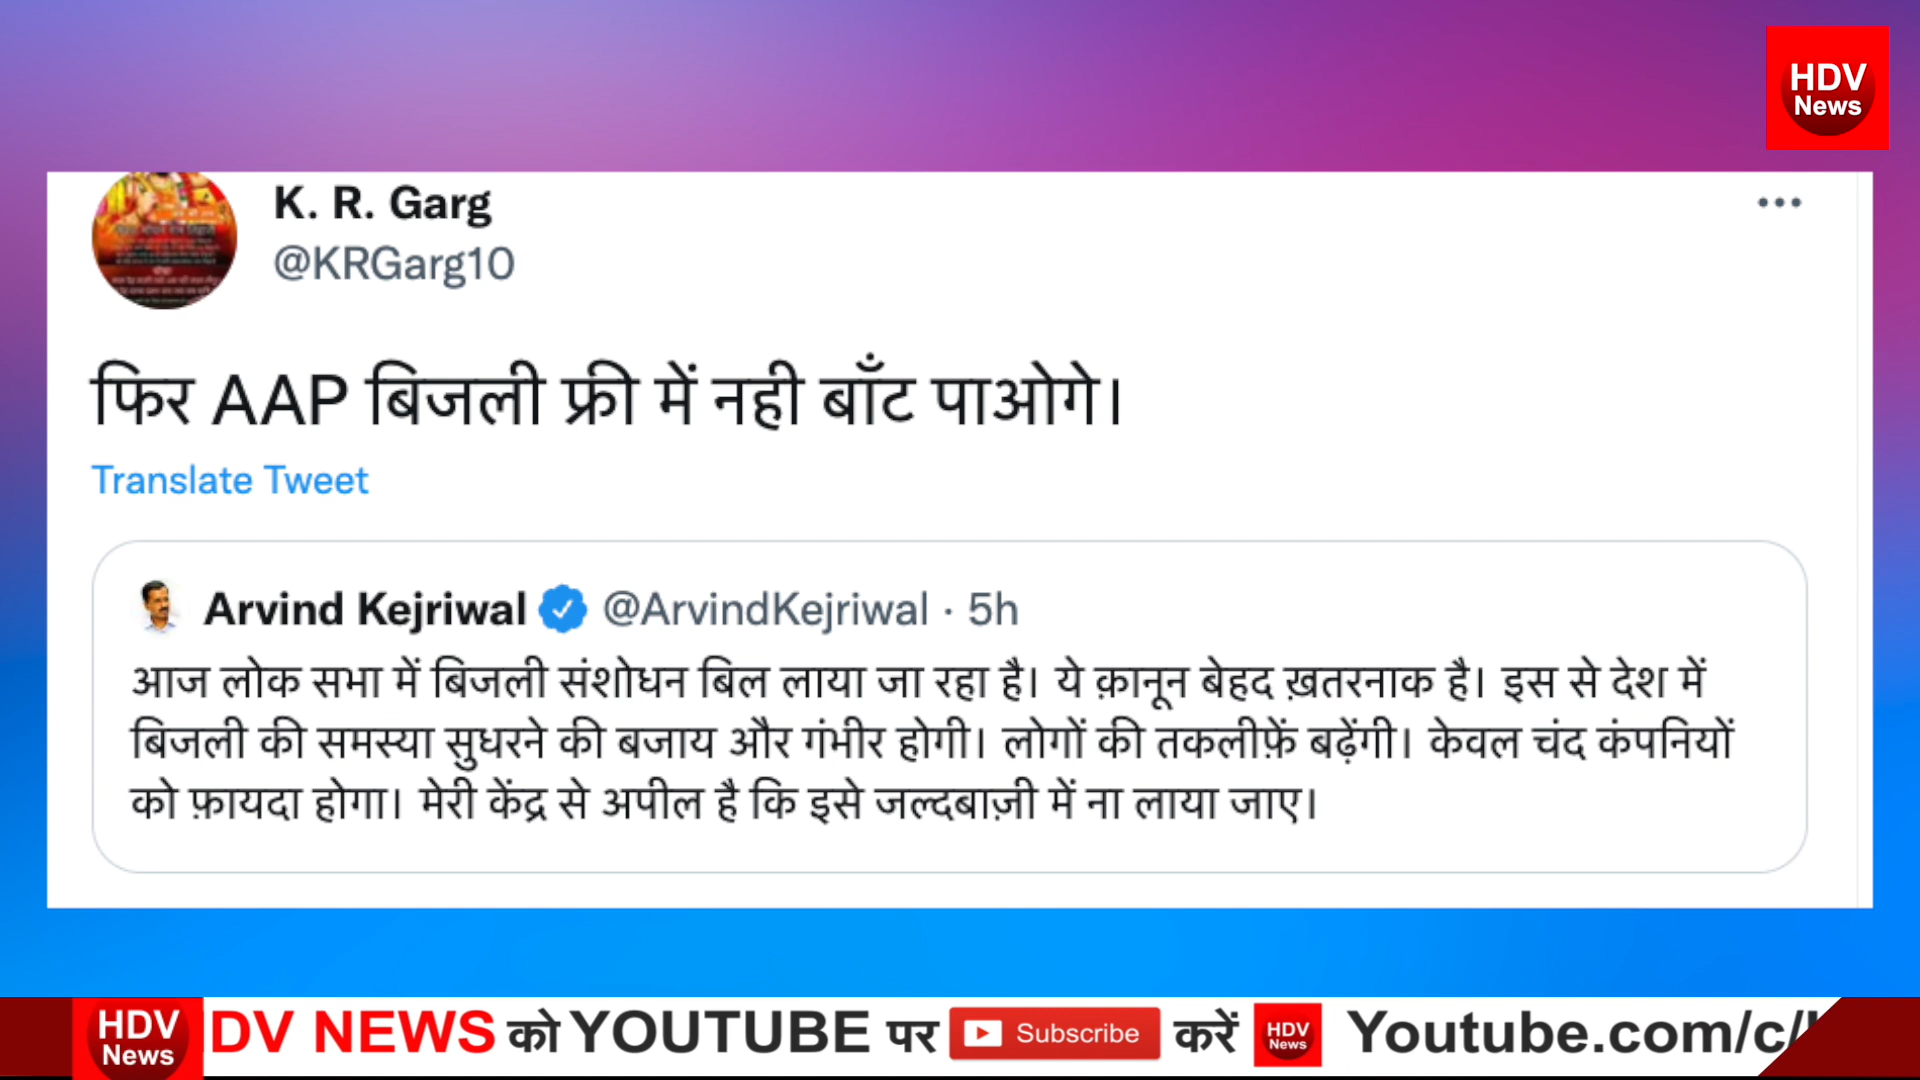 HDV
News
K. R. Garg
@KRGarg10
फिर AAP बिजली फ्री में नही बाँट पाओगे।
Translate Tweet
Arvind Kejriwal @ArvindKejriwal · 5h
आज लोक सभा में बिजली संशोधन बिल लाया जा रहा है। ये क़ानून बेहद ख़तरनाक है। इस से देश में
बिजली की समस्या सुधरने की बजाय और गंभीर होगी। लोगों की तकलीफ़ें बढ़ेंगी। केवल चंद कंपनियों
को फ़ायदा होगा। मेरी केंद्र से अपील है कि इसे जल्दबाज़ी में ना लाया जाए।
HDV
News
DV NEWS को YOUTUBE पर Subscribe करें HDV News Youtube.com/c/